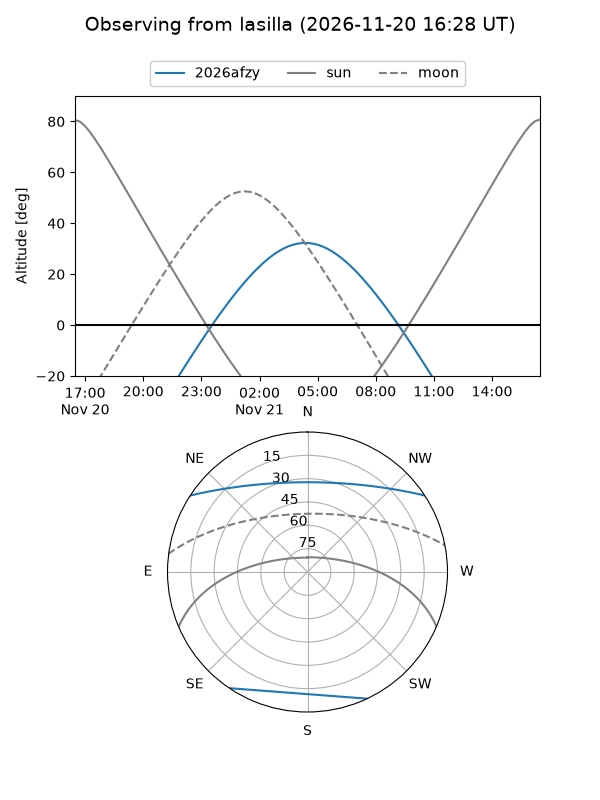 Observing from lasilla (2026-11-20 16:28 UT)
2026afzy sun moon
Altitude [deg]
80
60
40
20
0
−20
17:00 20:00 23:00 02:00 05:00 08:00 11:00 14:00
Nov 20 Nov 21
N
NE NW
15
30
45
60
75
E W
SE SW
S